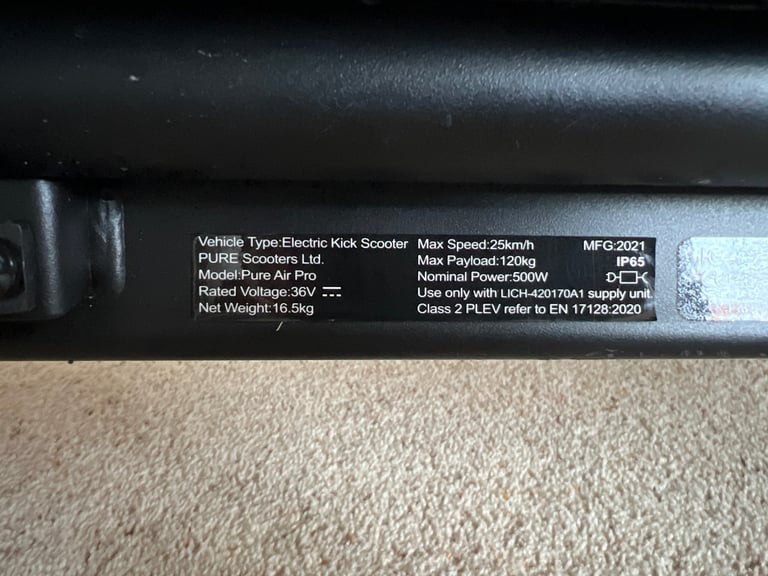 Vehicle Type:Electric Kick Scooter
PURE Scooters Ltd.
Model:Pure Air Pro
Rated Voltage:36V
Net Weight:16.5kg
Max Speed:25km/h
Max Payload:120kg
Nominal Power:500W
Use only with LICH-420170A1 supply unit.
Class 2 PLEV refer to EN 17128:2020
MFG:2021
IP65